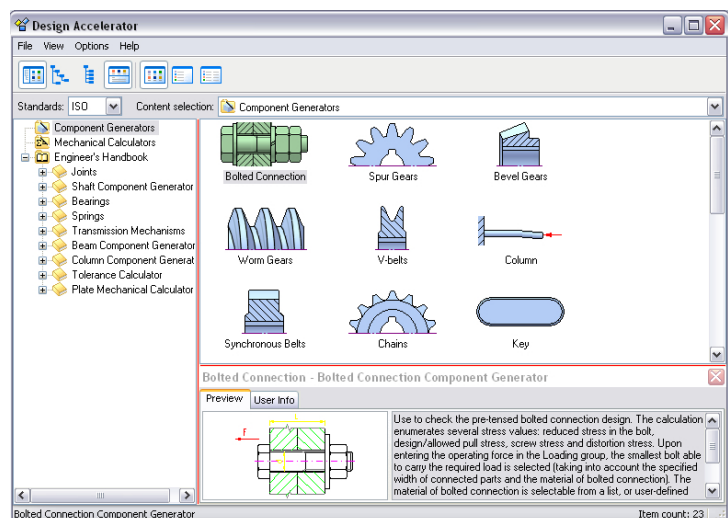 Design Accelerator
File View Options Help
Standards: ISO Content selection: Component Generators
Component Generators
Mechanical Calculators
Engineer's Handbook
Joints
Shaft Component Generator
Bearings
Springs
Transmission Mechanisms
Beam Component Generator
Column Component Generat
Tolerance Calculator
Plate Mechanical Calculator
Bolted Connection Spur Gears Bevel Gears
Worm Gears V-belts Column
Synchronous Belts Chains Key
Bolted Connection - Bolted Connection Component Generator
Preview User Info
F
Use to check the pre-tensed bolted connection design. The calculation
enumerates several stress values: reduced stress in the bolt,
design/allowed pull stress, screw stress and distortion stress. Upon
entering the operating force in the Loading group, the smallest bolt able
to carry the required load is selected (taking into account the specified
width of connected parts and the material of bolted connection). The
material of bolted connection is selectable from a list, or user-defined
Bolted Connection Component Generator Item count: 23